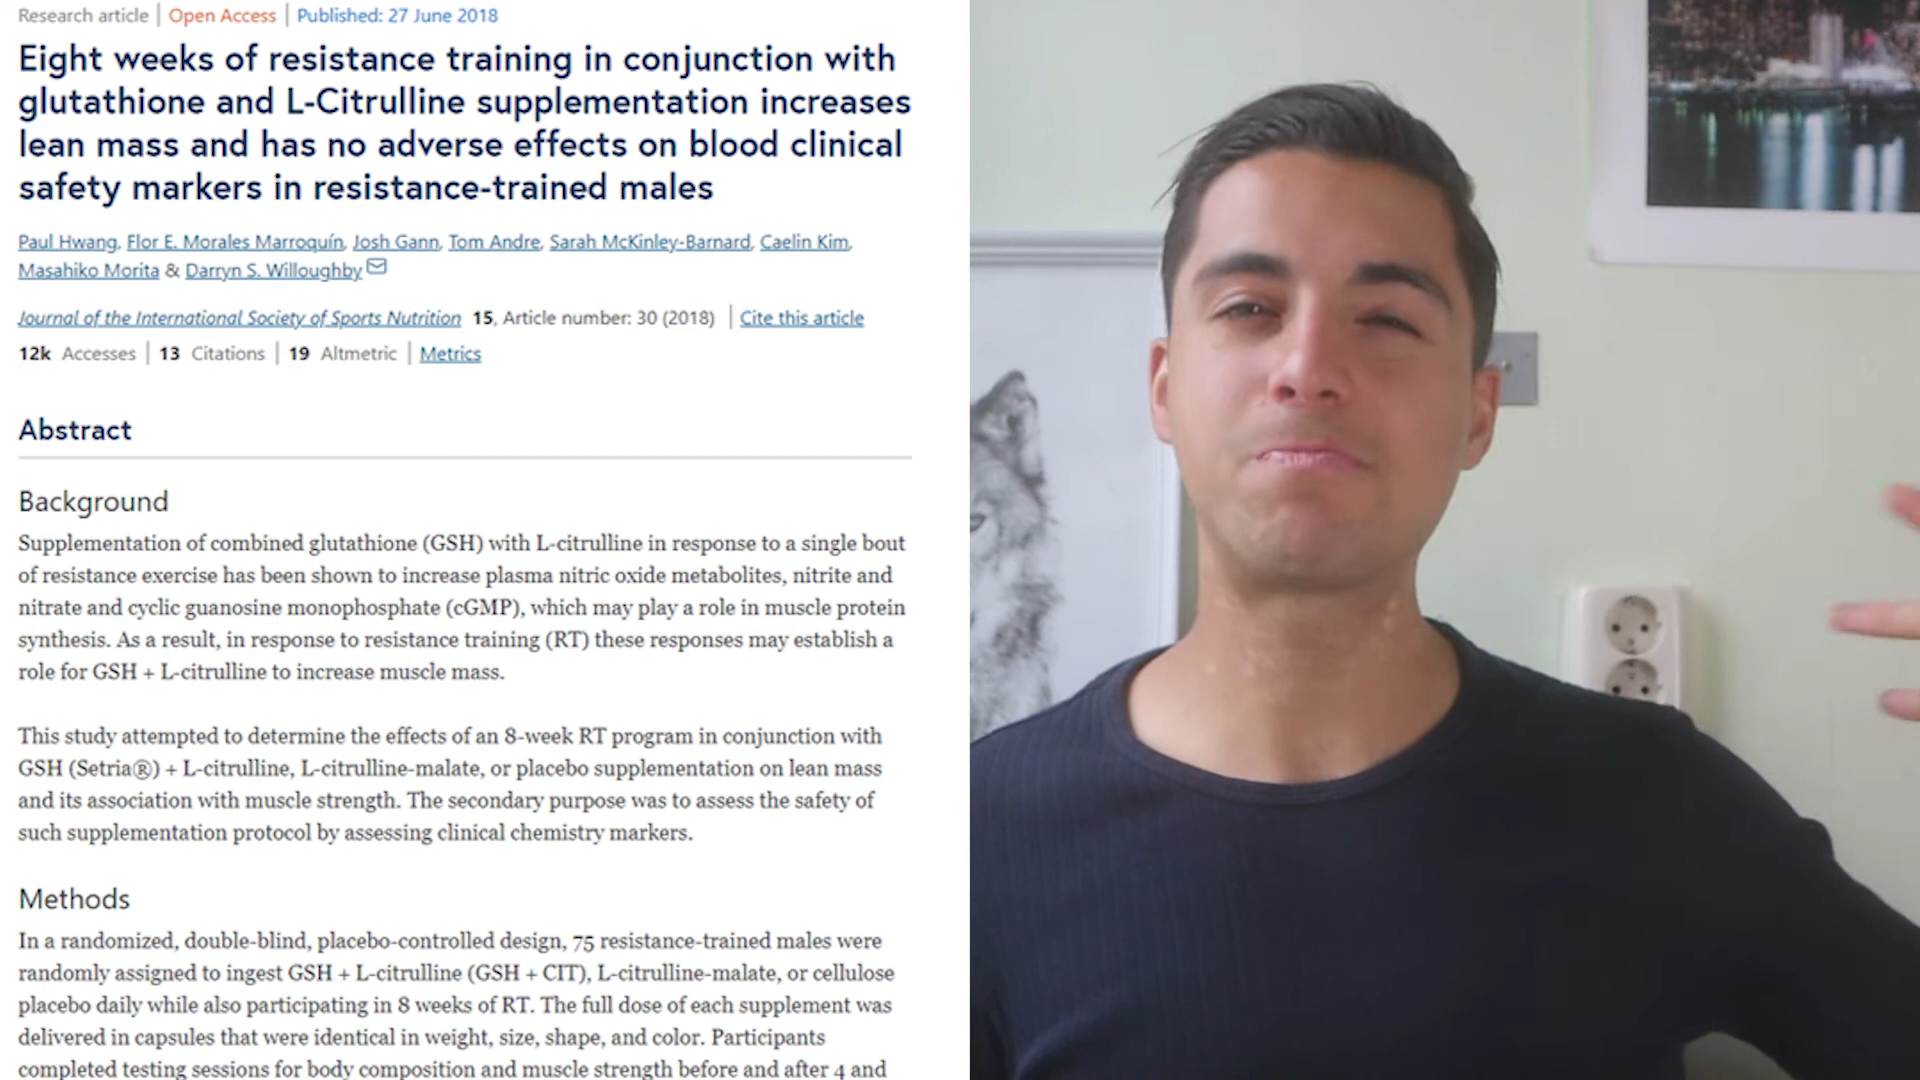 Research article | Open Access | Published: 27 June 2018
Eight weeks of resistance training in conjunction with
glutathione and L-Citrulline supplementation increases
lean mass and has no adverse effects on blood clinical
safety markers in resistance-trained males
Paul Hwang, Flor E. Morales Marroquín, Josh Gann, Tom Andre, Sarah McKinley-Barnard, Caelin Kim,
Masahiko Morita & Darryn S. Willoughby
Journal of the International Society of Sports Nutrition 15, Article number: 30 (2018) | Cite this article
12k Accesses | 13 Citations | 19 Altmetric | Metrics
Abstract
Background
Supplementation of combined glutathione (GSH) with L-citrulline in response to a single bout
of resistance exercise has been shown to increase plasma nitric oxide metabolites, nitrite and
nitrate and cyclic guanosine monophosphate (cGMP), which may play a role in muscle protein
synthesis. As a result, in response to resistance training (RT) these responses may establish a
role for GSH + L-citrulline to increase muscle mass.
This study attempted to determine the effects of an 8-week RT program in conjunction with
GSH (Setria®) + L-citrulline, L-citrulline-malate, or placebo supplementation on lean mass
and its association with muscle strength. The secondary purpose was to assess the safety of
such supplementation protocol by assessing clinical chemistry markers.
Methods
In a randomized, double-blind, placebo-controlled design, 75 resistance-trained males were
randomly assigned to ingest GSH + L-citrulline (GSH + CIT), L-citrulline-malate, or cellulose
placebo daily while also participating in 8 weeks of RT. The full dose of each supplement was
delivered in capsules that were identical in weight, size, shape, and color. Participants
completed testing sessions for body composition and muscle strength before and after 4 and